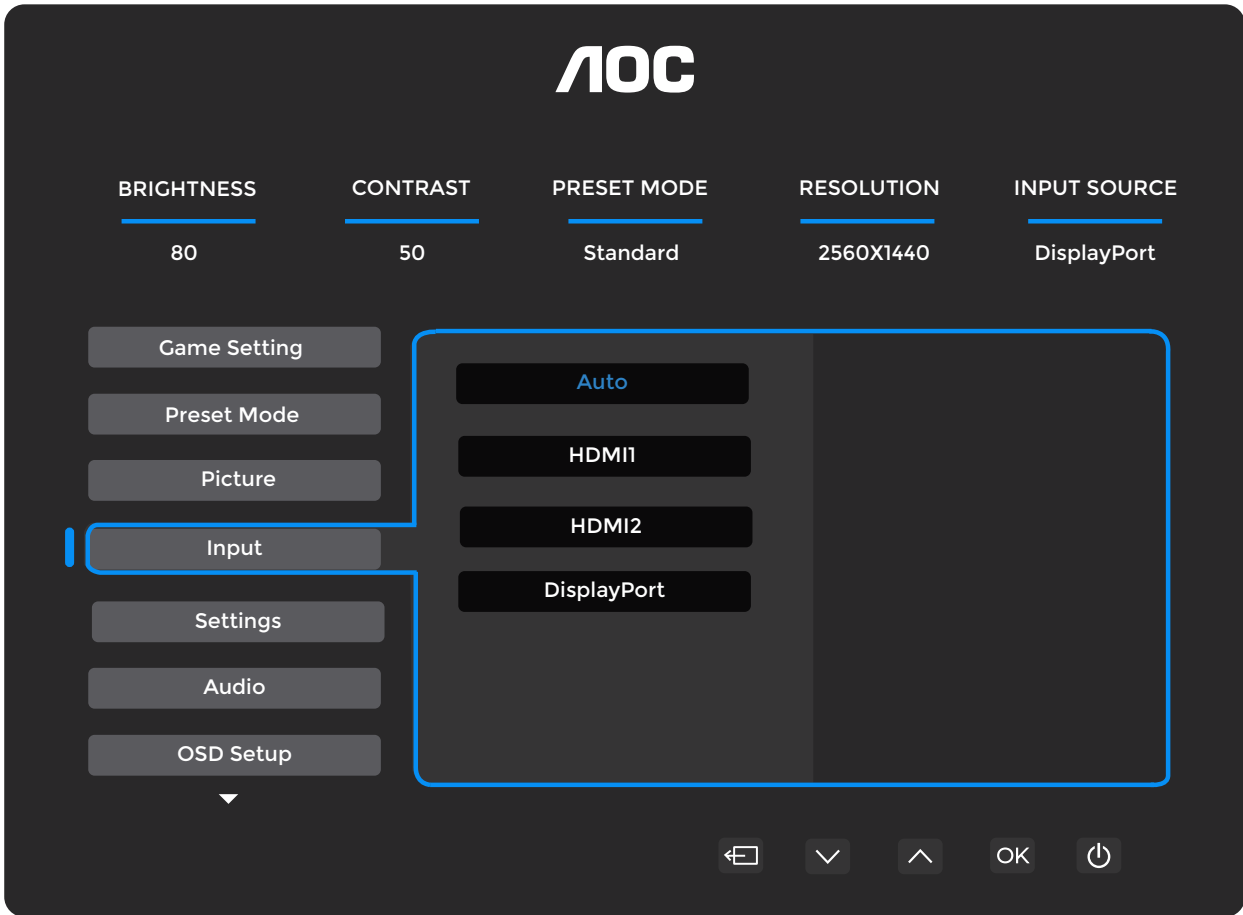 AOC
BRIGHTNESS CONTRAST PRESET MODE RESOLUTION INPUT SOURCE
80 50 Standard 2560X1440 DisplayPort
Game Setting
Preset Mode
Picture
Input
Settings
Audio
OSD Setup
Auto
HDMI1
HDMI2
DisplayPort
OK